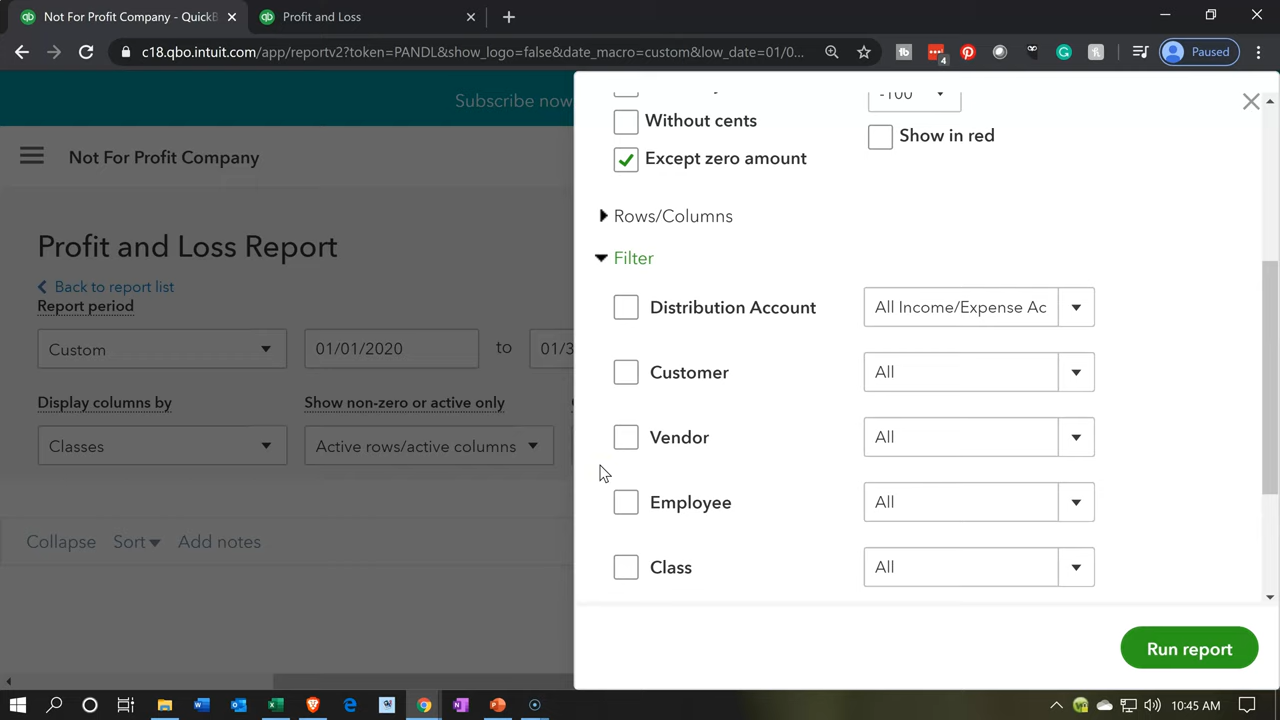 Not For Profit Company - QuickB
Profit and Loss
c18.qbo.intuit.com/app/reportv2?token=PANDL&show_logo=false&date_macro=custom&low_date=01/0...
4
Paused
Subscribe now
Not For Profit Company
Profit and Loss Report
Back to report list
Report period
Custom
01/01/2020
to
01/3
Display columns by
Show non-zero or active only
Classes
Active rows/active columns
Collapse
Sort
Add notes
-100
Without cents
Show in red
Except zero amount
Rows/Columns
Filter
Distribution Account
All Income/Expense Ac
Customer
All
Vendor
All
Employee
All
Class
All
Run report
10:45 AM